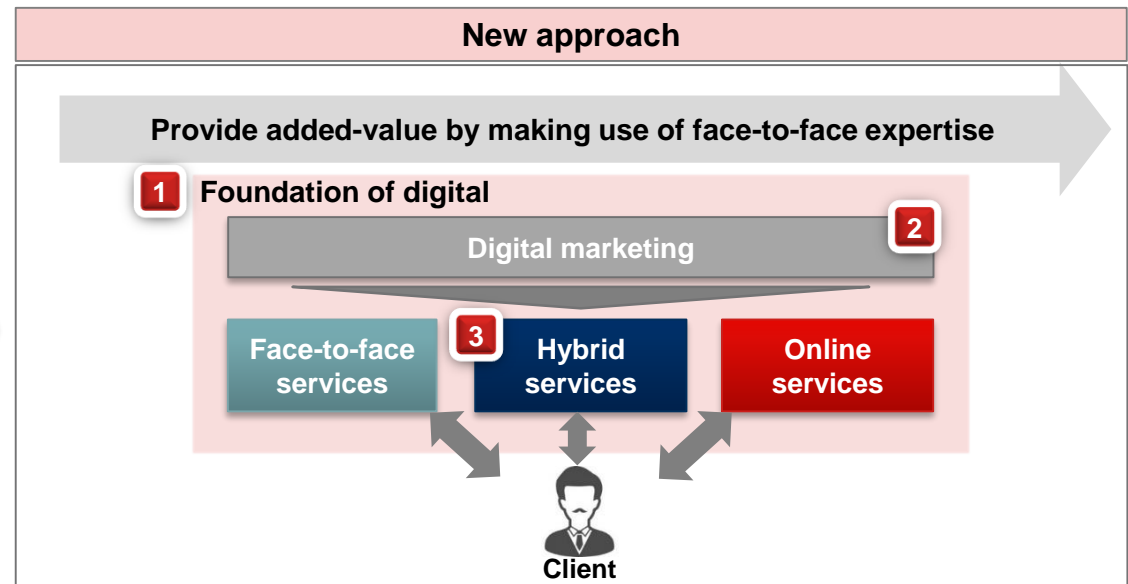 New approach
Provide added-value by making use of face-to-face expertise
1 Foundation of digital
Digital marketing 2
Face-to-face
services
3
Hybrid
services
Online
services
Client